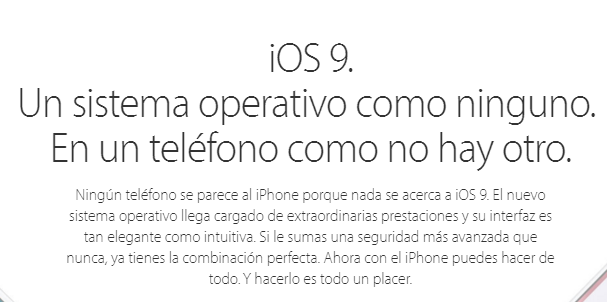 iOS 9.
Un sistema operativo como ninguno.
En un teléfono como no hay otro.
Ningún teléfono se parece al iPhone porque nada se acerca a iOS 9. El nuevo
sistema operativo llega cargado de extraordinarias prestaciones y su interfaz es
tan elegante como intuitiva. Si le sumas una seguridad más avanzada que
nunca, ya tienes la combinación perfecta. Ahora con el iPhone puedes hacer de
todo. Y hacerlo es todo un placer.